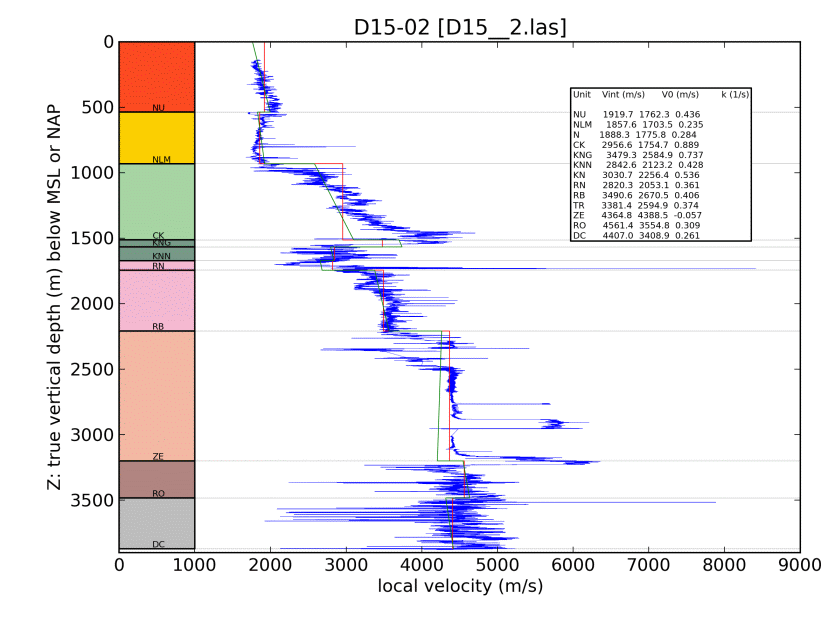 D15-02 [D15__2.las]
0
500
1000
1500
2000
2500
3000
3500
Z: true vertical depth (m) below MSL or NAP
NU
NLM
CK
KNG
KNN
RN
RB
ZE
RO
DC
Unit Vint (m/s) V0 (m/s) k (1/s)
NU 1919.7 1762.3 0.436
NLM 1857.6 1703.5 0.235
N 1888.3 1775.8 0.284
CK 2956.6 1754.7 0.889
KNG 3479.3 2584.9 0.737
KNN 2842.6 2123.2 0.428
KN 3030.7 2256.4 0.536
RN 2820.3 2053.1 0.361
RB 3490.6 2670.5 0.406
TR 3381.4 2594.9 0.374
ZE 4364.8 4388.5 -0.057
RO 4561.4 3554.8 0.309
DC 4407.0 3408.9 0.261
0 1000 2000 3000 4000 5000 6000 7000 8000 9000
local velocity (m/s)